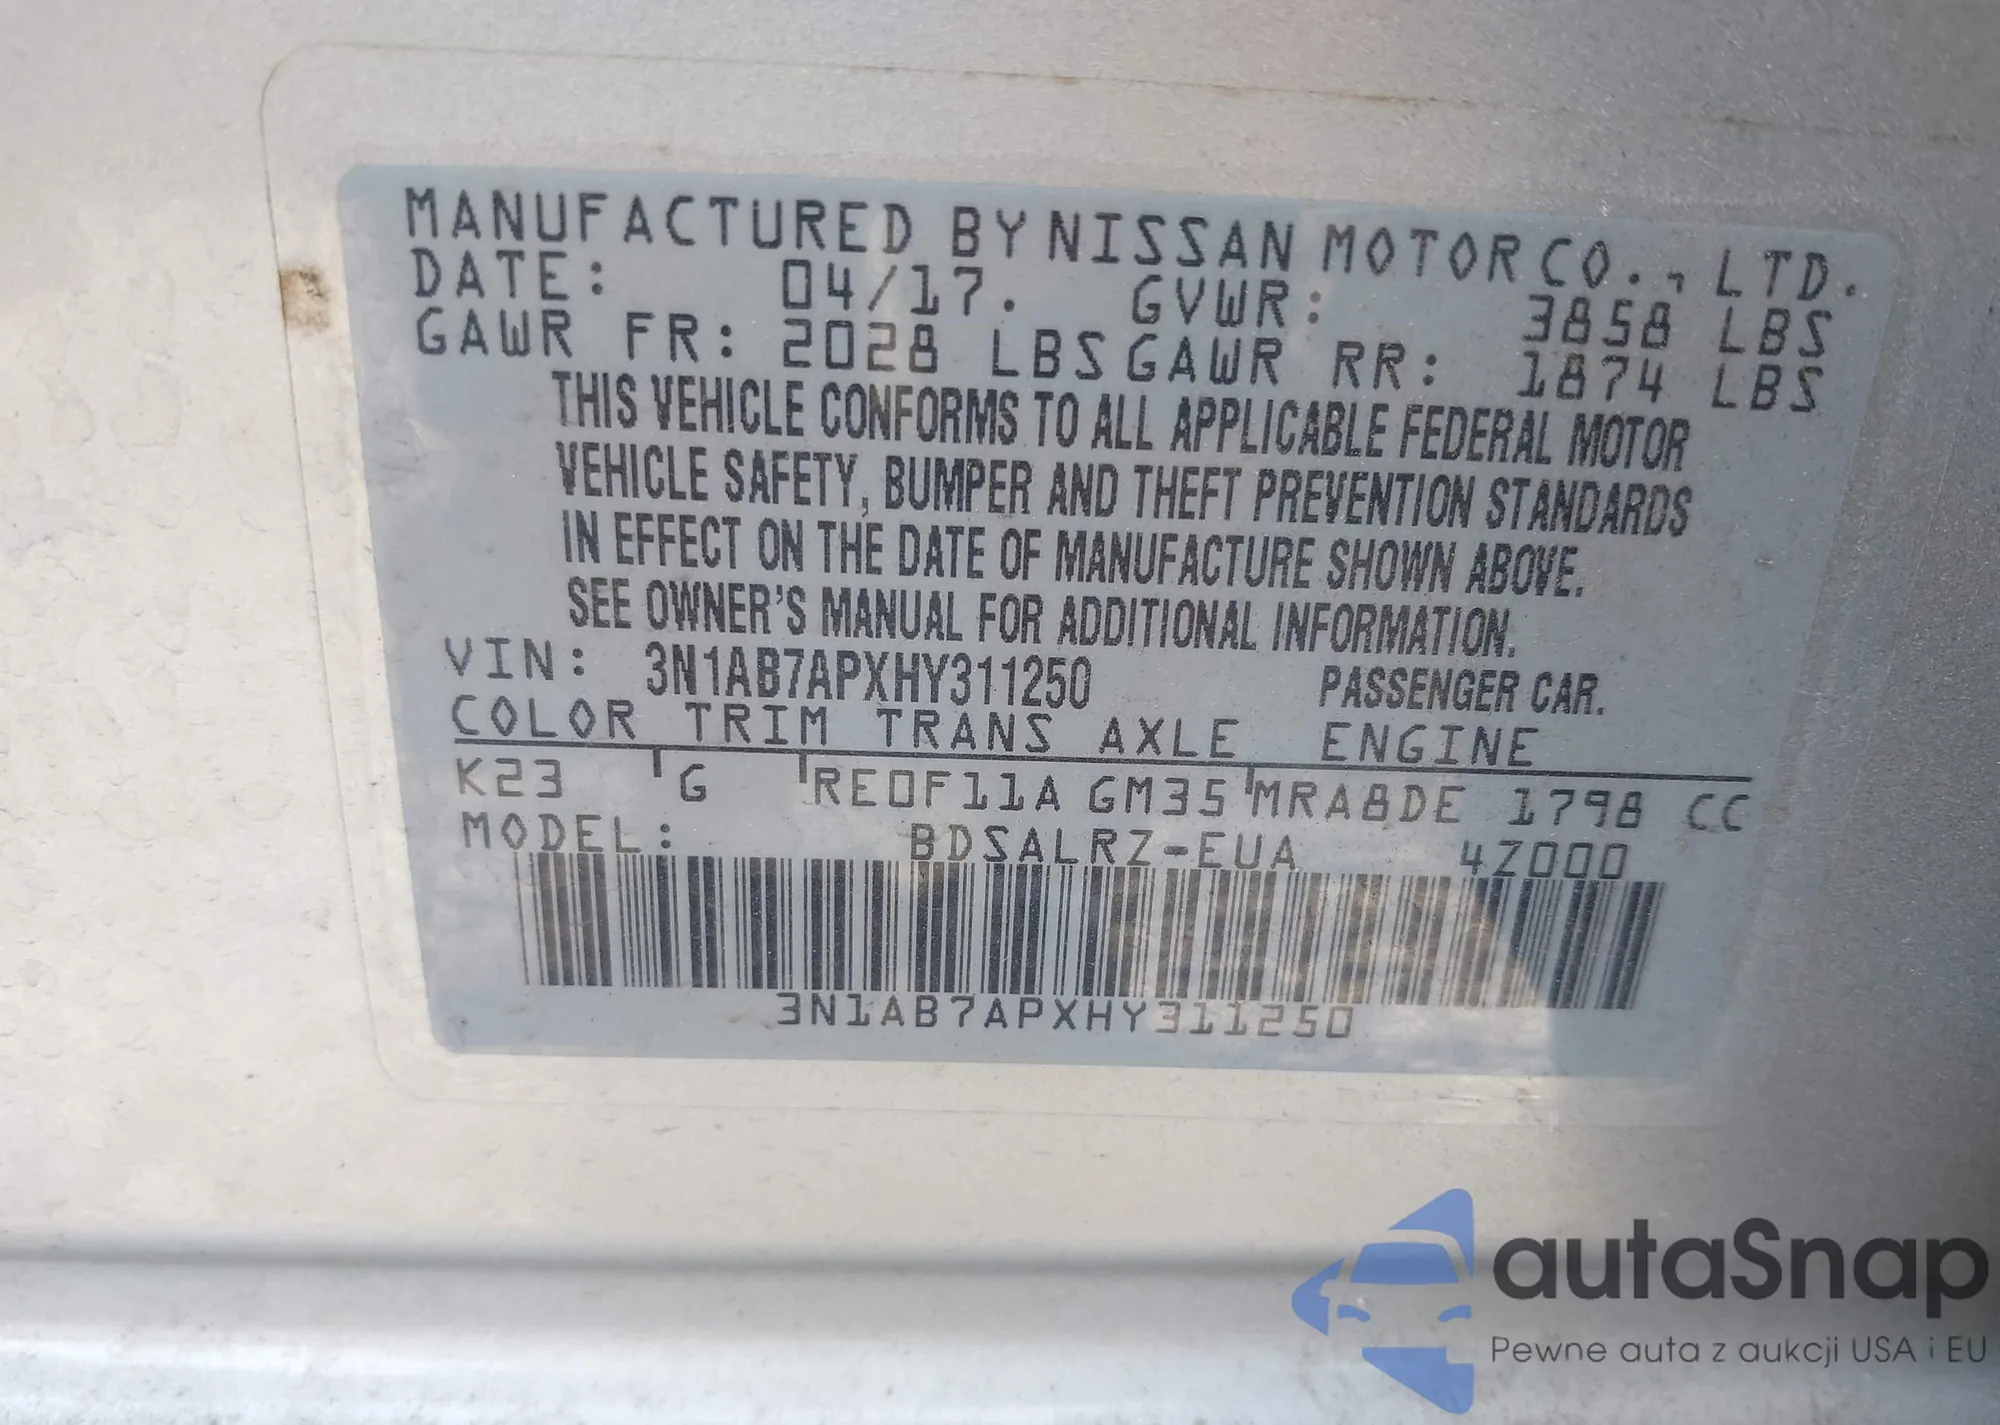 MANUFACTURED BY NISSAN MOTOR CO., LTD.
DATE: 04/17. GVWR: 3858 LBS
GAWR FR: 2028 LBS GAWR RR: 1874 LBS
THIS VEHICLE CONFORMS TO ALL APPLICABLE FEDERAL MOTOR
VEHICLE SAFETY, BUMPER AND THEFT PREVENTION STANDARDS
IN EFFECT ON THE DATE OF MANUFACTURE SHOWN ABOVE.
SEE OWNER'S MANUAL FOR ADDITIONAL INFORMATION.
VIN: 3N1AB7APXHY311250 PASSENGER CAR.
COLOR TRIM TRANS AXLE ENGINE
K23 G RE0F11A GM35 MRA8DE 1798 CC
MODEL: BDSALRZ-EUA 4Z000
3N1AB7APXHY311250
autaSnap
Pewne auta z aukcji USA i EU